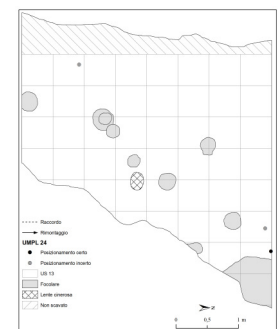 Raccordo
Rimontaggio
UMPL 24
Posizionamento certo
Posizionamento incerto
US 13
Focolare
Lente cinerosa
Non scavato
0 0,5 1 m